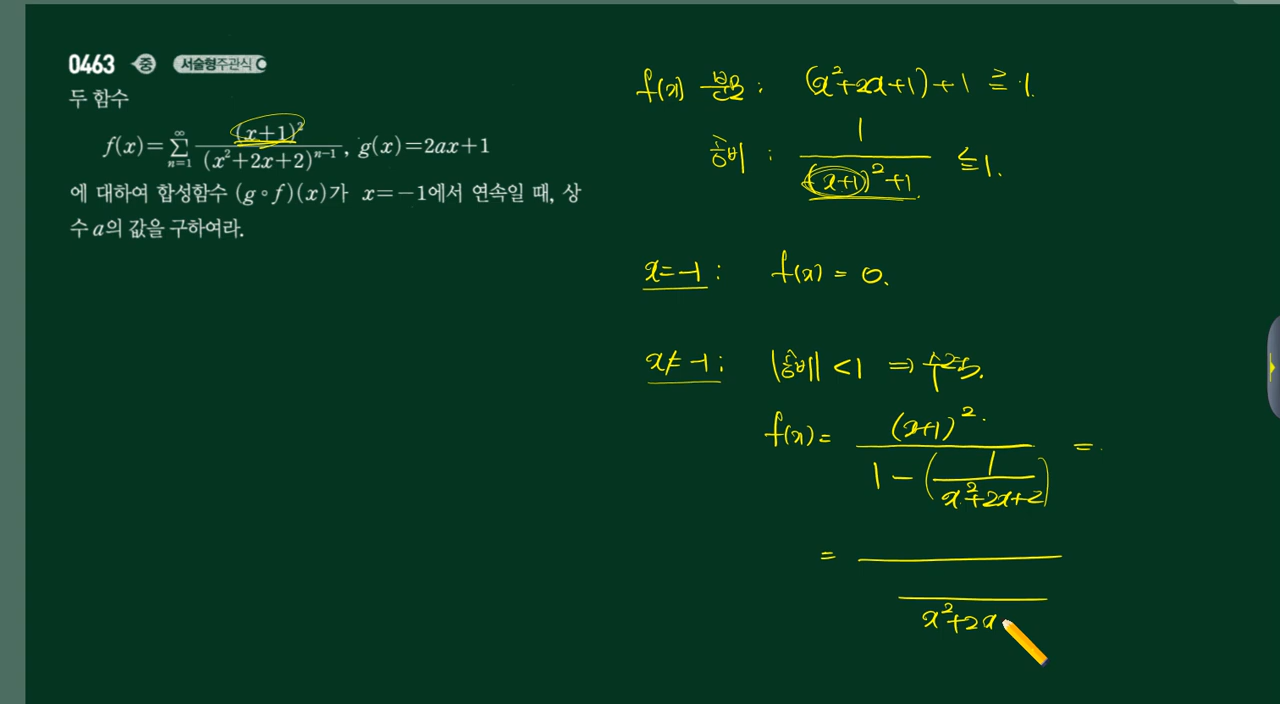 0463 중 서술형주관식
두 함수
f(x)=∑_{n=1}^{∞} (x+1)²/(x²+2x+2)^{n-1}, g(x)=2ax+1
에 대하여 합성함수 (g∘f)(x)가 x=-1에서 연속일 때, 상
수 a의 값을 구하여라.
f(x) 분모 : (x²+2x+1)+1 ≧ 1.
공비 : 1/((x+1)²+1) ≦ 1.
x=-1 : f(x) = 0.
x≠-1 : |공비| < 1 ⇒ 수렴.
f(x) = (x+1)²/(1-(1/(x²+2x+2))) =
= 
x²+2x